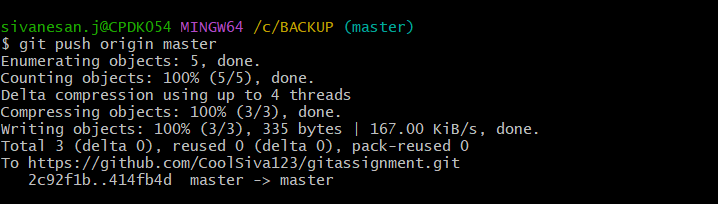 sivanesan.j@CPDK054 MINGW64 /c/BACKUP (master)
$ git push origin master
Enumerating objects: 5, done.
Counting objects: 100% (5/5), done.
Delta compression using up to 4 threads
Compressing objects: 100% (3/3), done.
Writing objects: 100% (3/3), 335 bytes | 167.00 KiB/s, done.
Total 3 (delta 0), reused 0 (delta 0), pack-reused 0
To https://github.com/CoolSiva123/gitassignment.git
   2c92f1b..414fb4d  master -> master